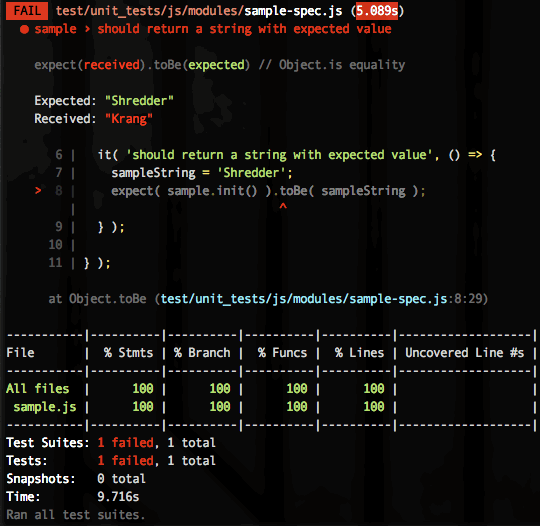 FAIL test/unit_tests/js/modules/sample-spec.js (5.089s)
● sample › should return a string with expected value
expect(received).toBe(expected) // Object.is equality
Expected: "Shredder"
Received: "Krang"
6 | it( 'should return a string with expected value', () => {
7 | sampleString = 'Shredder';
> 8 | expect( sample.init() ).toBe( sampleString );
| ^
9 | } );
10 |
11 | } );
at Object.toBe (test/unit_tests/js/modules/sample-spec.js:8:29)
-----------|----------|----------|----------|----------|-------------------|
File | % Stmts | % Branch | % Funcs | % Lines | Uncovered Line #s |
-----------|----------|----------|----------|----------|-------------------|
All files | 100 | 100 | 100 | 100 | |
sample.js | 100 | 100 | 100 | 100 | |
-----------|----------|----------|----------|----------|-------------------|
Test Suites: 1 failed, 1 total
Tests: 1 failed, 1 total
Snapshots: 0 total
Time: 9.716s
Ran all test suites.